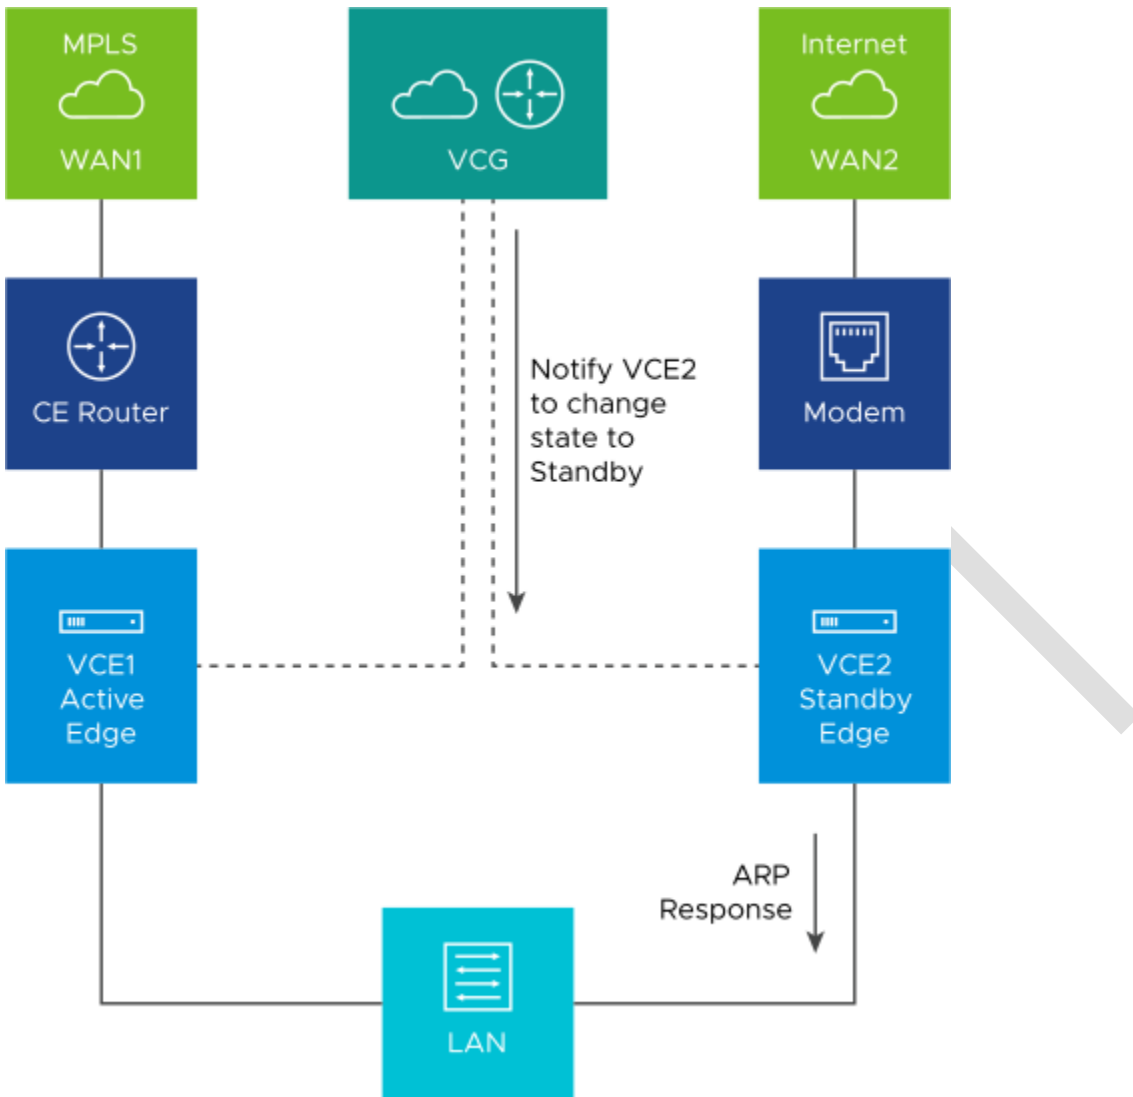 MPLS
WAN1
VCG
Internet
WAN2
CE Router
Notify VCE2
to change
state to
Standby
Modem
VCE1
Active
Edge
VCE2
Standby
Edge
ARP
Response
LAN